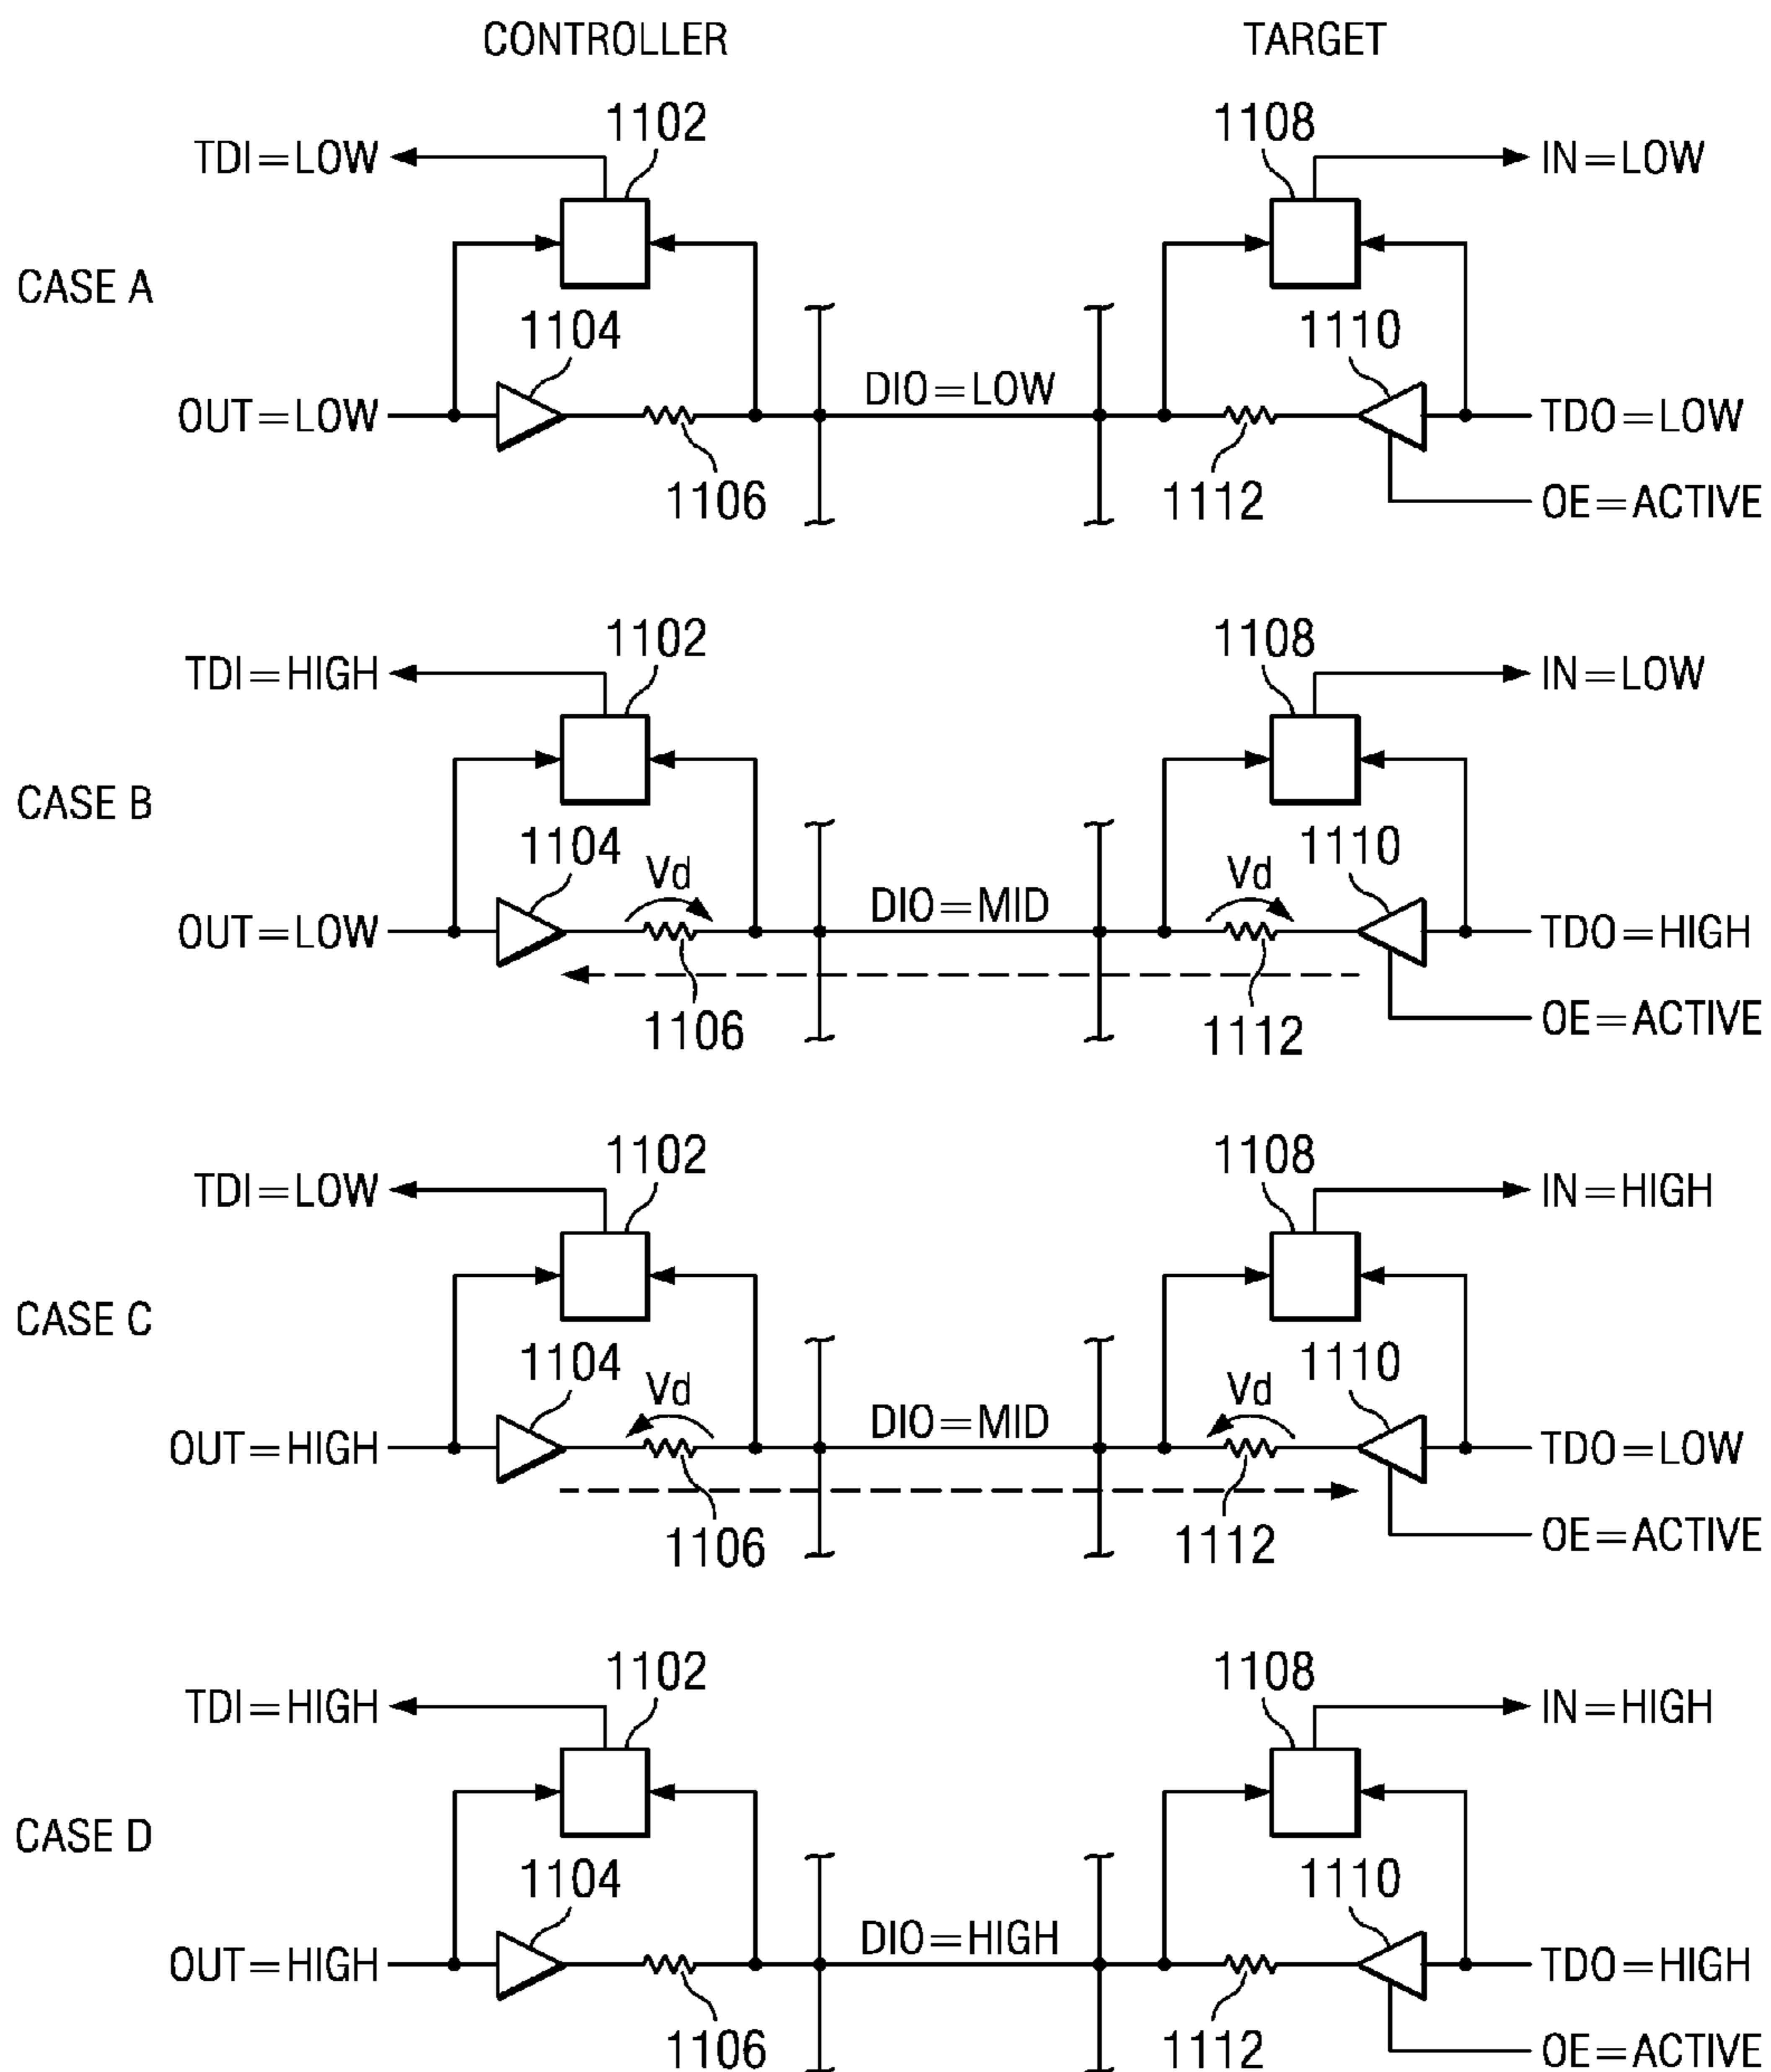 CONTROLLER
TARGET
CASE A
1102
1108
TDI=LOW
IN=LOW
1104
1110
OUT=LOW
DIO=LOW
TDO=LOW
1106
1112
OE=ACTIVE
CASE B
1102
1108
TDI=HIGH
IN=LOW
1104
1110
Vd
Vd
OUT=LOW
DIO=MID
TDO=HIGH
1106
1112
OE=ACTIVE
CASE C
1102
1108
TDI=LOW
IN=HIGH
1104
1110
Vd
Vd
OUT=HIGH
DIO=MID
TDO=LOW
1106
1112
OE=ACTIVE
CASE D
1102
1108
TDI=HIGH
IN=HIGH
1104
1110
OUT=HIGH
DIO=HIGH
TDO=HIGH
1106
1112
OE=ACTIVE